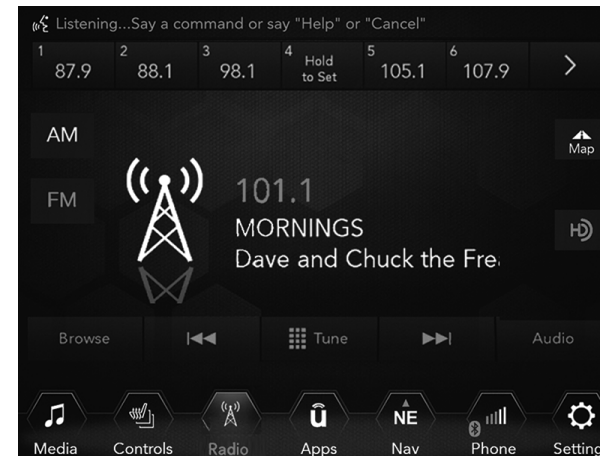 Listening...Say a command or say "Help" or "Cancel"
1 87.9 2 88.1 3 98.1 4 Hold to Set 5 105.1 6 107.9 >
AM
Map
FM
101.1
MORNINGS
HD
Dave and Chuck the Fre
Browse Tune Audio
û NE
Media Controls Radio Apps Nav Phone Setting